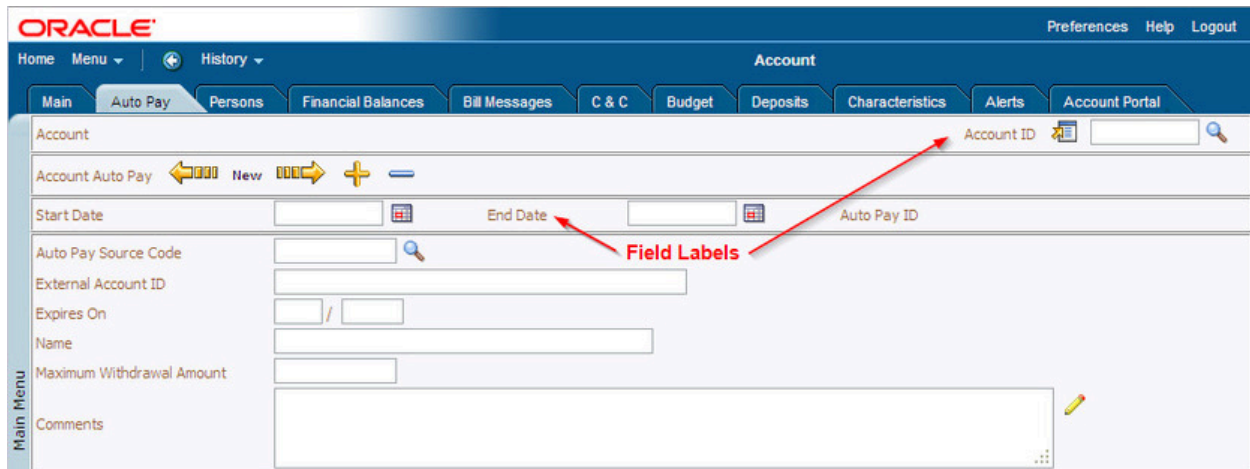 ORACLE
Preferences Help Logout
Home Menu History Account
Main Auto Pay Persons Financial Balances Bill Messages C & C Budget Deposits Characteristics Alerts Account Portal
Account Account ID
Account Auto Pay New
Start Date End Date Auto Pay ID
Field Labels
Auto Pay Source Code
External Account ID
Expires On /
Name
Maximum Withdrawal Amount
Comments
Main Menu